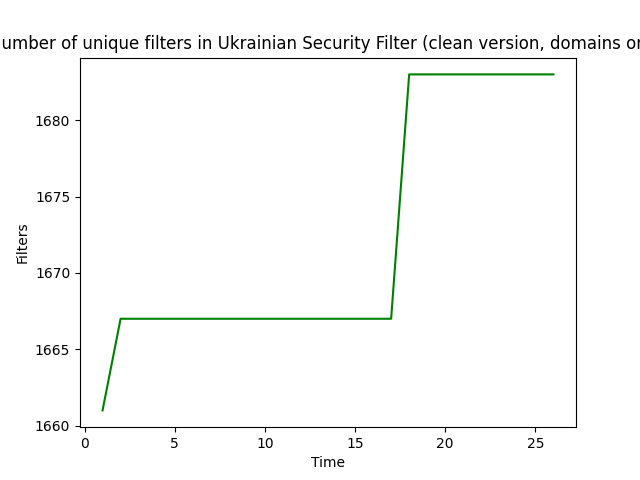 umber of unique filters in Ukrainian Security Filter (clean version, domains or
1680
1675
1670
1665
1660
Filters
0 5 10 15 20 25
Time